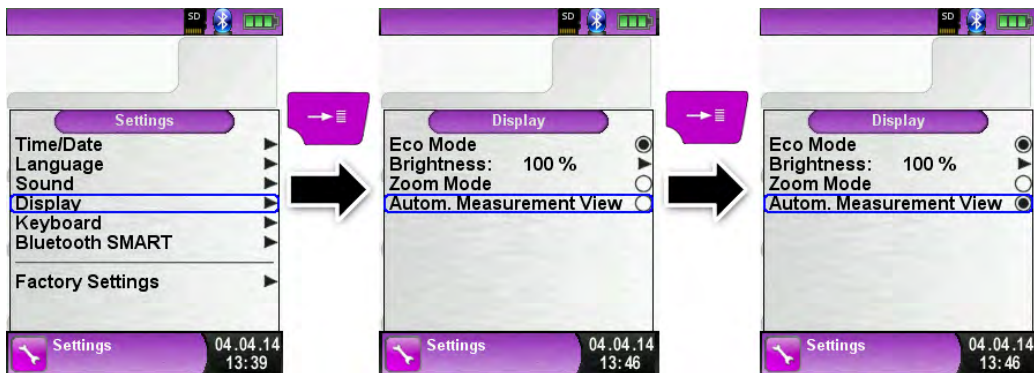 SD
Settings
Time/Date
Language
Sound
Display
Keyboard
Bluetooth SMART
Factory Settings
Settings
04.04.14
13:39
SD
Display
Eco Mode
Brightness: 100 %
Zoom Mode
Autom. Measurement View
Settings
04.04.14
13:46
SD
Display
Eco Mode
Brightness: 100 %
Zoom Mode
Autom. Measurement View
Settings
04.04.14
13:46